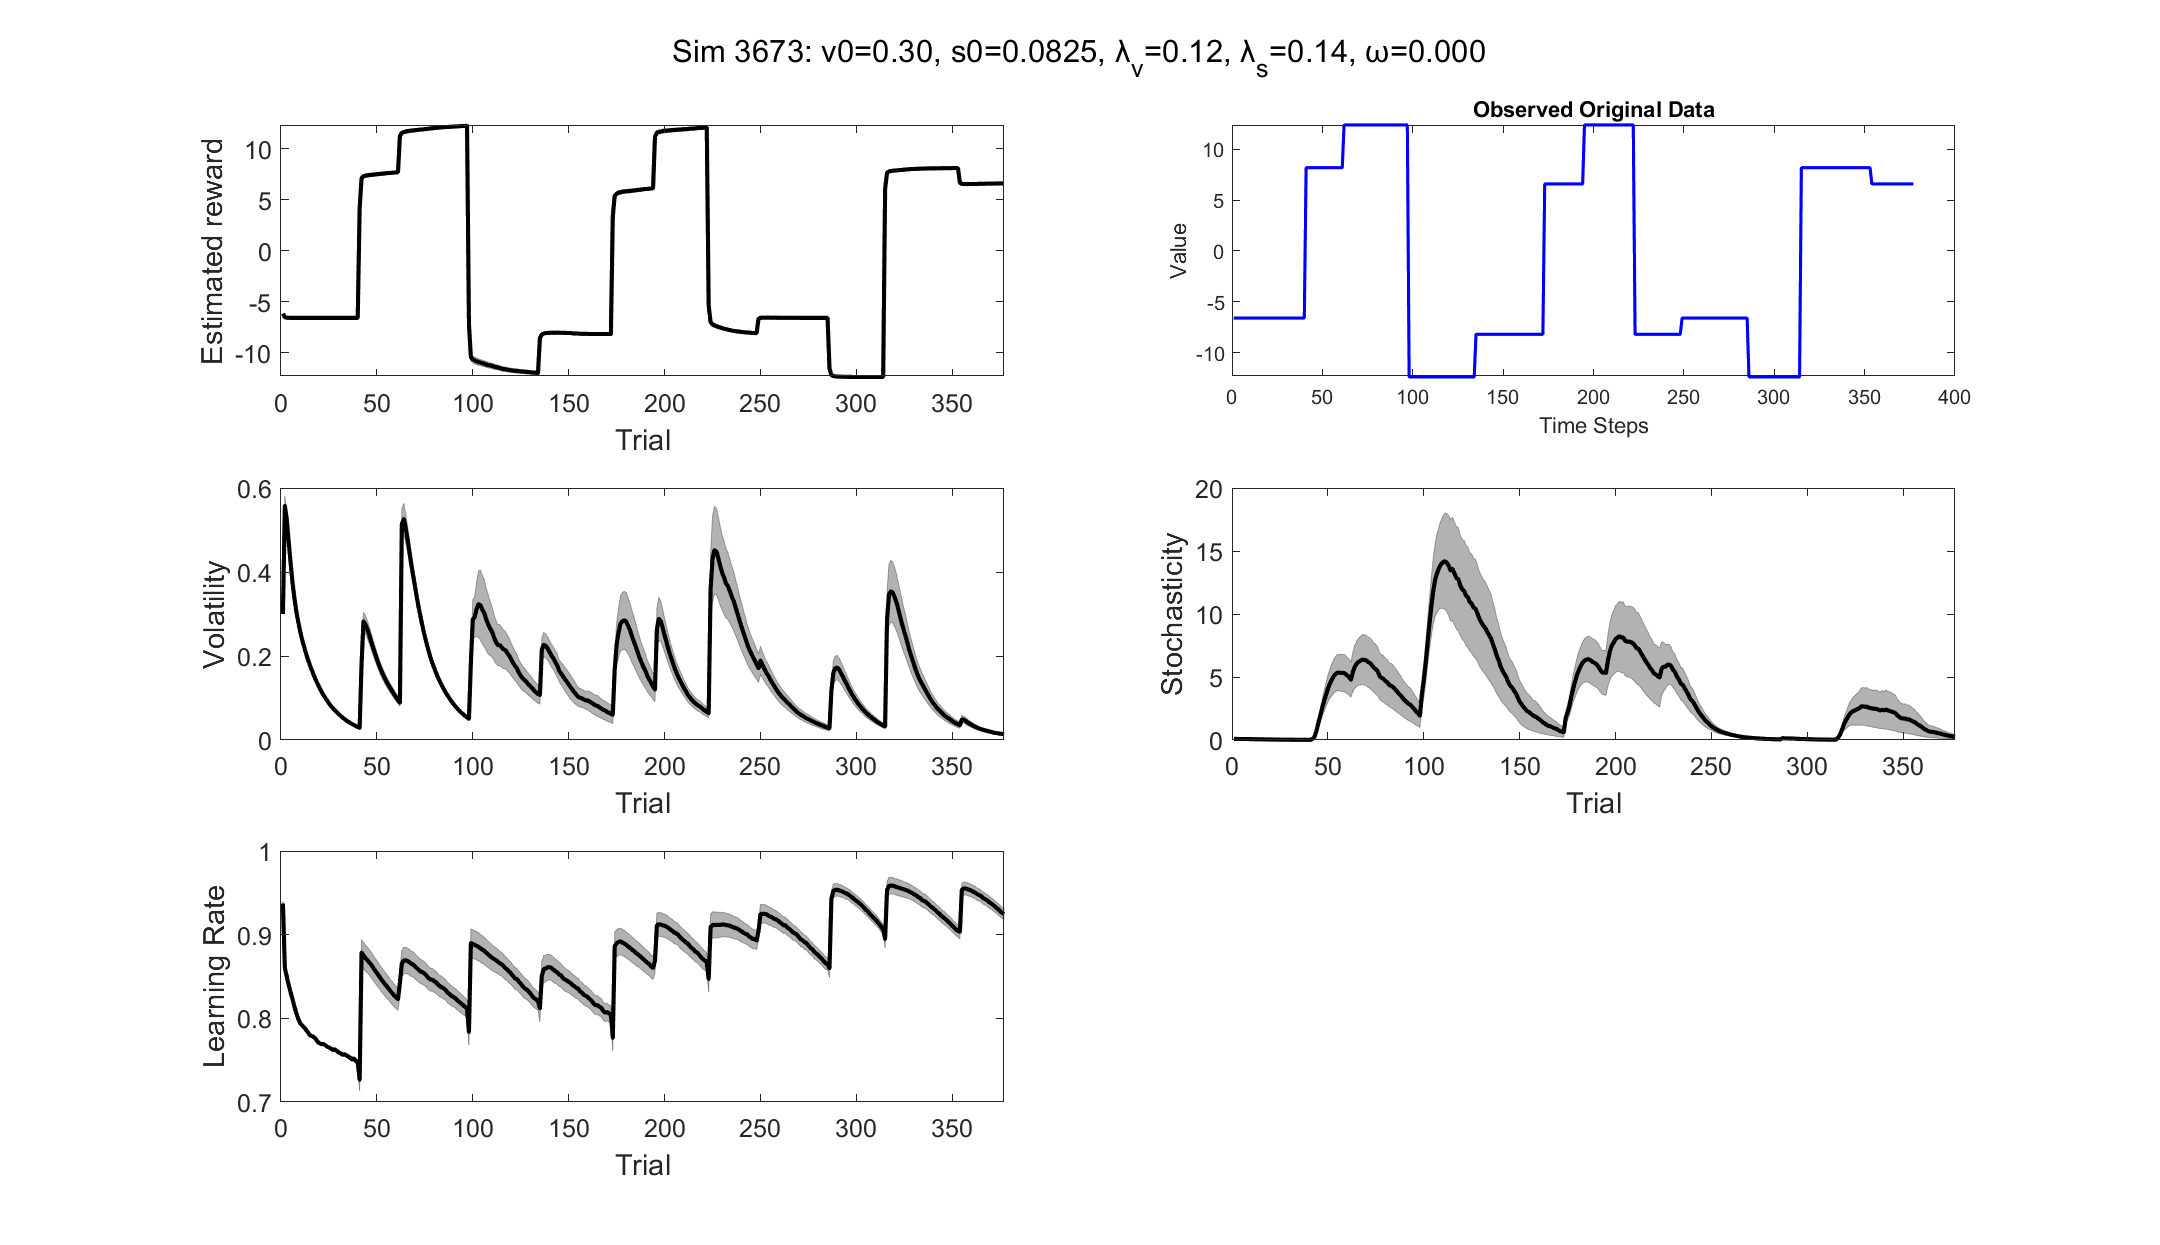 Sim 3673: v0=0.30, s0=0.0825, λ_v=0.12, λ_s=0.14, ω=0.000
Estimated reward
10
5
0
-5
-10
0 50 100 150 200 250 300 350
Trial
Observed Original Data
Value
10
5
0
-5
-10
0 50 100 150 200 250 300 350 400
Time Steps
Volatility
0.6
0.4
0.2
0
0 50 100 150 200 250 300 350
Trial
Stochasticity
20
15
10
5
0
0 50 100 150 200 250 300 350
Trial
Learning Rate
1
0.9
0.8
0.7
0 50 100 150 200 250 300 350
Trial